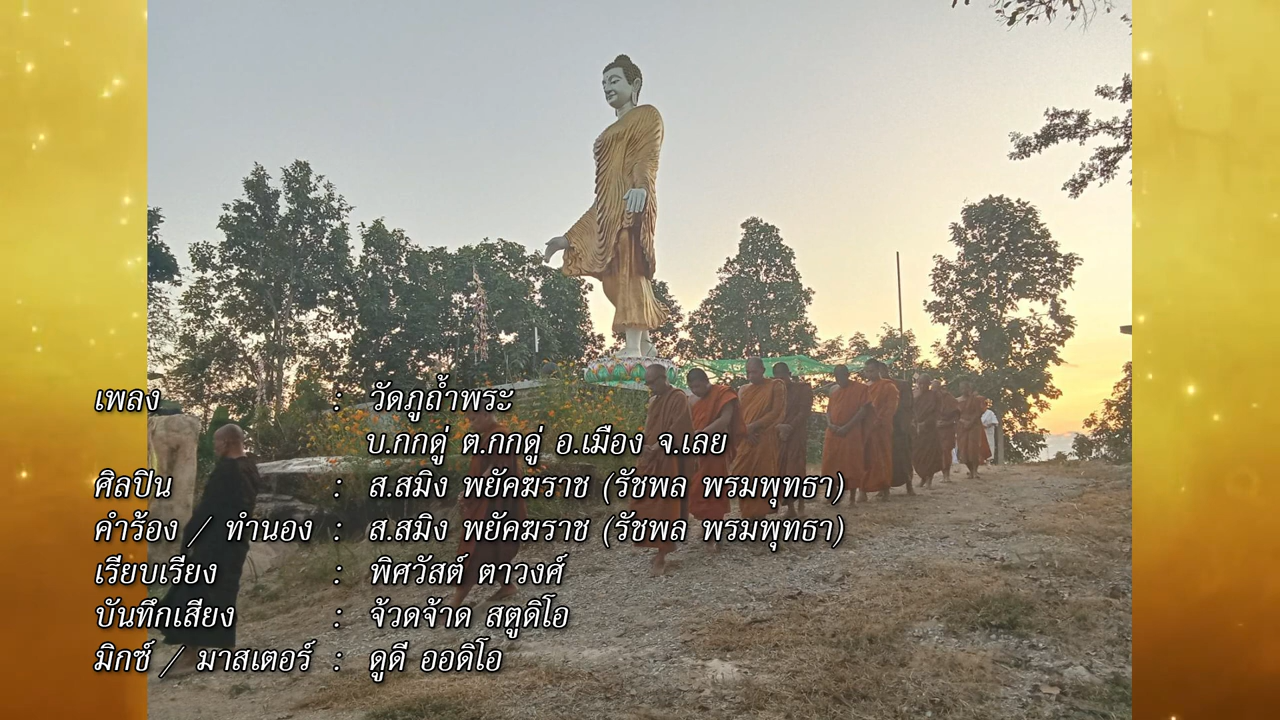 เพลง : วัดภูถ้ำพระ
บ.กกดู่ ต.กกดู่ อ.เมือง จ.เลย
ศิลปิน : ส.สมิง พยัคฆราช (รัชพล พรมพุทธา)
คำร้อง / ทำนอง : ส.สมิง พยัคฆราช (รัชพล พรมพุทธา)
เรียบเรียง : พิศวัสต์ ตาวงศ์
บันทึกเสียง : จ้วดจ้าด สตูดิโอ
มิกซ์ / มาสเตอร์ : ดูดี ออดิโอ